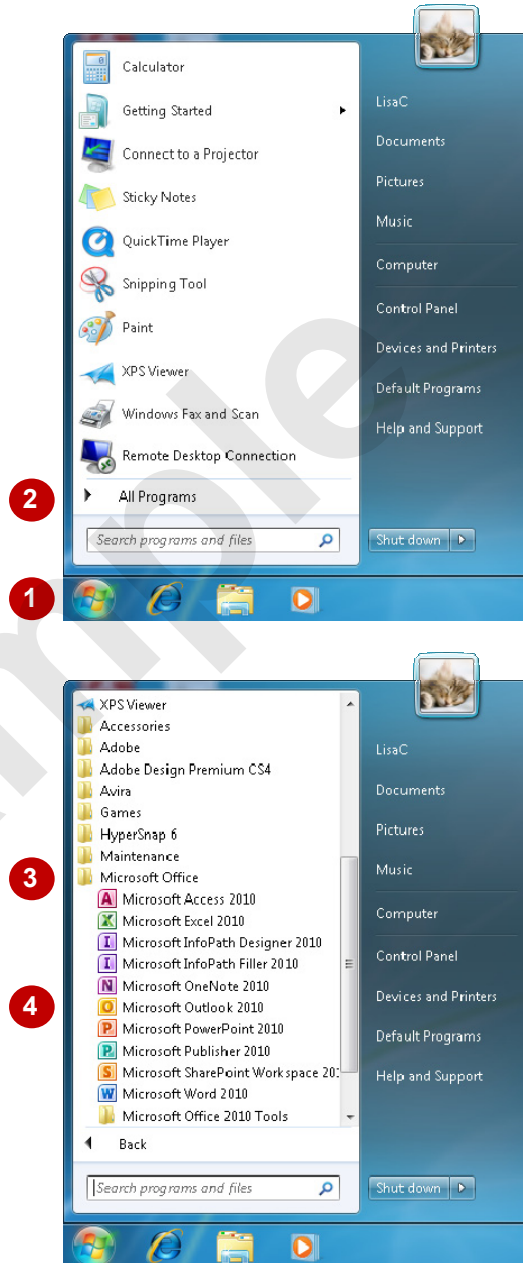 Calculator
Getting Started
Connect to a Projector
Sticky Notes
QuickTime Player
Snipping Tool
Paint
XPS Viewer
Windows Fax and Scan
Remote Desktop Connection
2
All Programs
Search programs and files
1
LisaC
Documents
Pictures
Music
Computer
Control Panel
Devices and Printers
Default Programs
Help and Support
Shut down
XPS Viewer
Accessories
Adobe
Adobe Design Premium CS4
Avira
Games
HyperSnap 6
Maintenance
3
Microsoft Office
Microsoft Access 2010
Microsoft Excel 2010
Microsoft InfoPath Designer 2010
Microsoft InfoPath Filler 2010
Microsoft OneNote 2010
4
Microsoft Outlook 2010
Microsoft PowerPoint 2010
Microsoft Publisher 2010
Microsoft SharePoint Workspace 20
Microsoft Word 2010
Microsoft Office 2010 Tools
Back
Search programs and files
LisaC
Documents
Pictures
Music
Computer
Control Panel
Devices and Printers
Default Programs
Help and Support
Shut down
mple